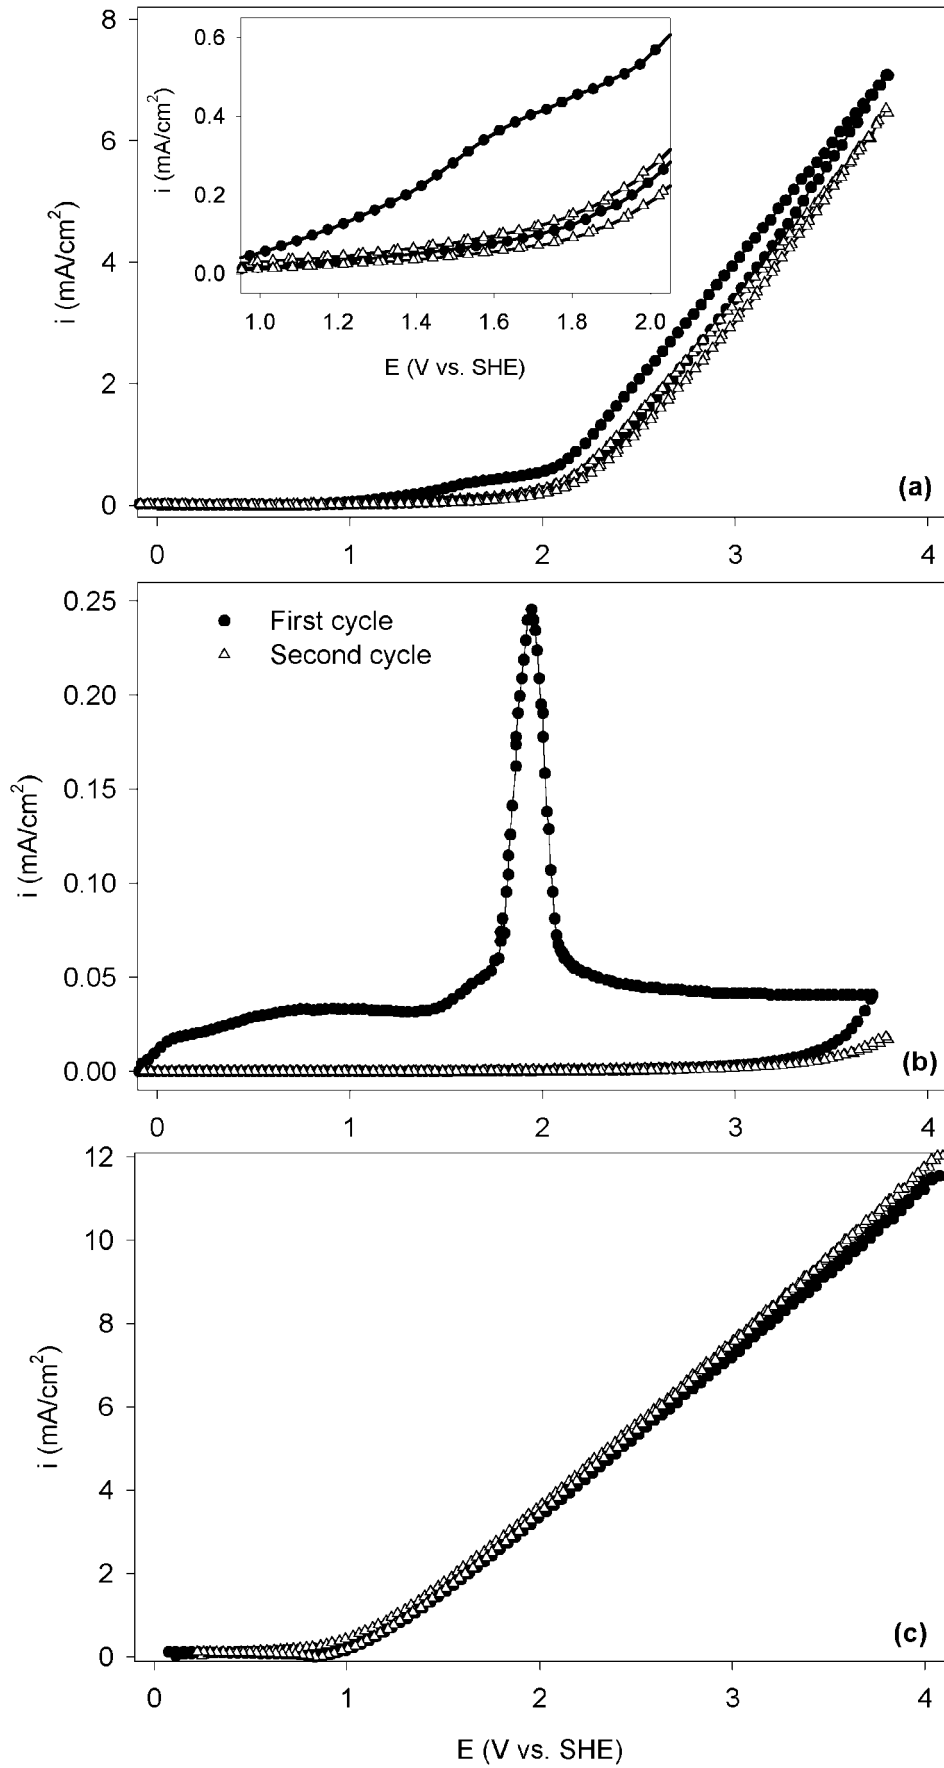 8
6
4
2
0
i (mA/cm²)
0.6
0.4
0.2
0.0
i (mA/cm²)
1.0 1.2 1.4 1.6 1.8 2.0
E (V vs. SHE)
(a)
0 1 2 3 4
0.25
0.20
0.15
0.10
0.05
0.00
i (mA/cm²)
First cycle
Second cycle
(b)
0 1 2 3 4
12
10
8
6
4
2
0
i (mA/cm²)
(c)
0 1 2 3 4
E (V vs. SHE)